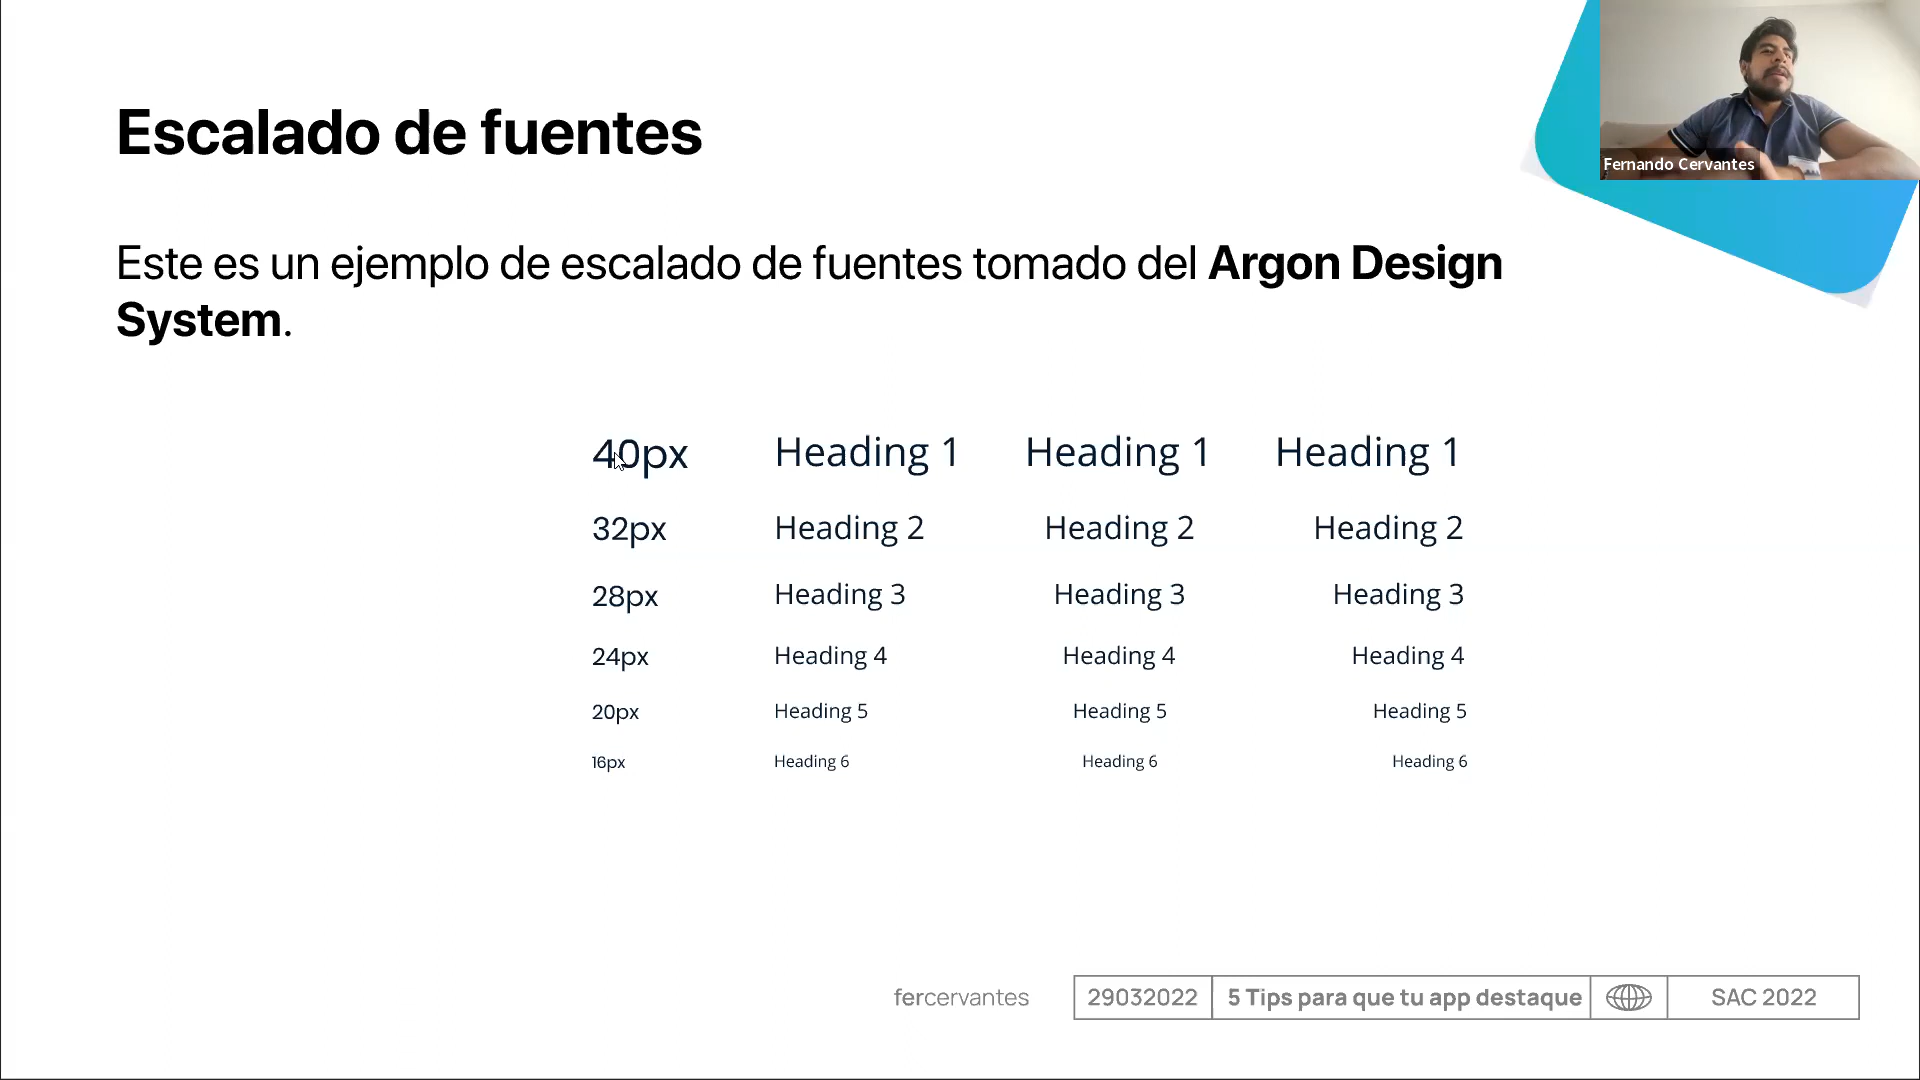 Escalado de fuentes
Fernando Cervantes
Este es un ejemplo de escalado de fuentes tomado del Argon Design
System.
40px Heading 1 Heading 1 Heading 1
32px Heading 2 Heading 2 Heading 2
28px Heading 3 Heading 3 Heading 3
24px Heading 4 Heading 4 Heading 4
20px Heading 5 Heading 5 Heading 5
16px Heading 6 Heading 6 Heading 6
fercervantes 29032022 5 Tips para que tu app destaque SAC 2022